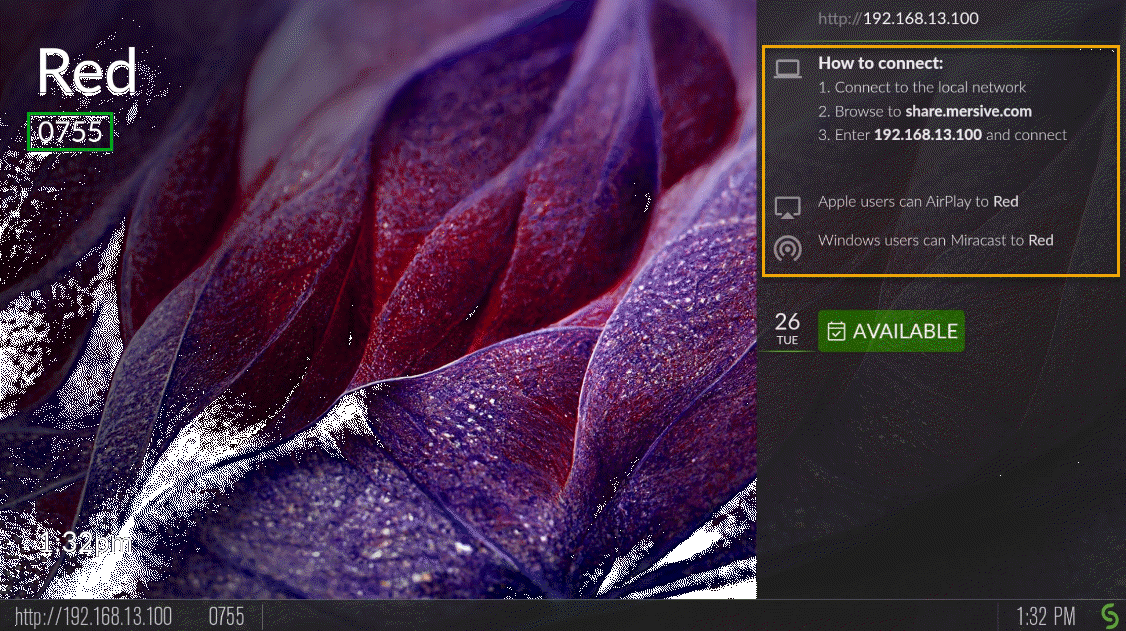 Red
0755
1:32pm
http://192.168.13.100
How to connect:
1. Connect to the local network
2. Browse to share.mersive.com
3. Enter 192.168.13.100 and connect
Apple users can AirPlay to Red
Windows users can Miracast to Red
26
TUE
AVAILABLE
http://192.168.13.100 0755 1:32 PM